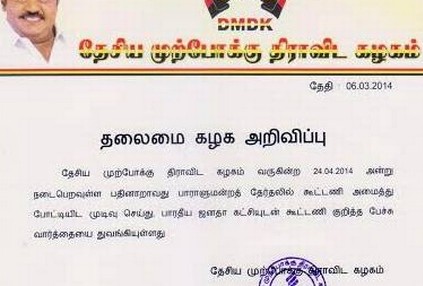 DMDK
தேசிய முற்போக்கு திராவிட கழகம்
தேதி : 06.03.2014
தலைமை கழக அறிவிப்பு
தேசிய முற்போக்கு திராவிட கழகம் வருகின்ற 24.04.2014 அன்று
நடைபெறவுள்ள பதினாறாவது பாராளுமன்றத் தேர்தலில் கூட்டணி அமைத்து
போட்டியிட முடிவு செய்து, பாரதீய ஜனதா கட்சியுடன் கூட்டணி குறித்த பேச்சு
வார்த்தையை துவங்கியுள்ளது
தேசிய முற்போக்கு திராவிட கழகம்